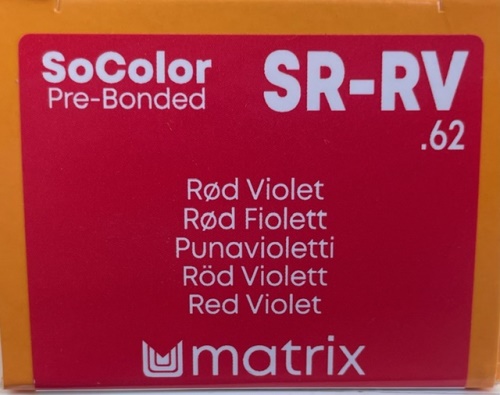 SoColor
Pre-Bonded
SR-RV
.62
Rød Violet
Rød Fiolett
Punavioletti
Röd Violett
Red Violet
matrix